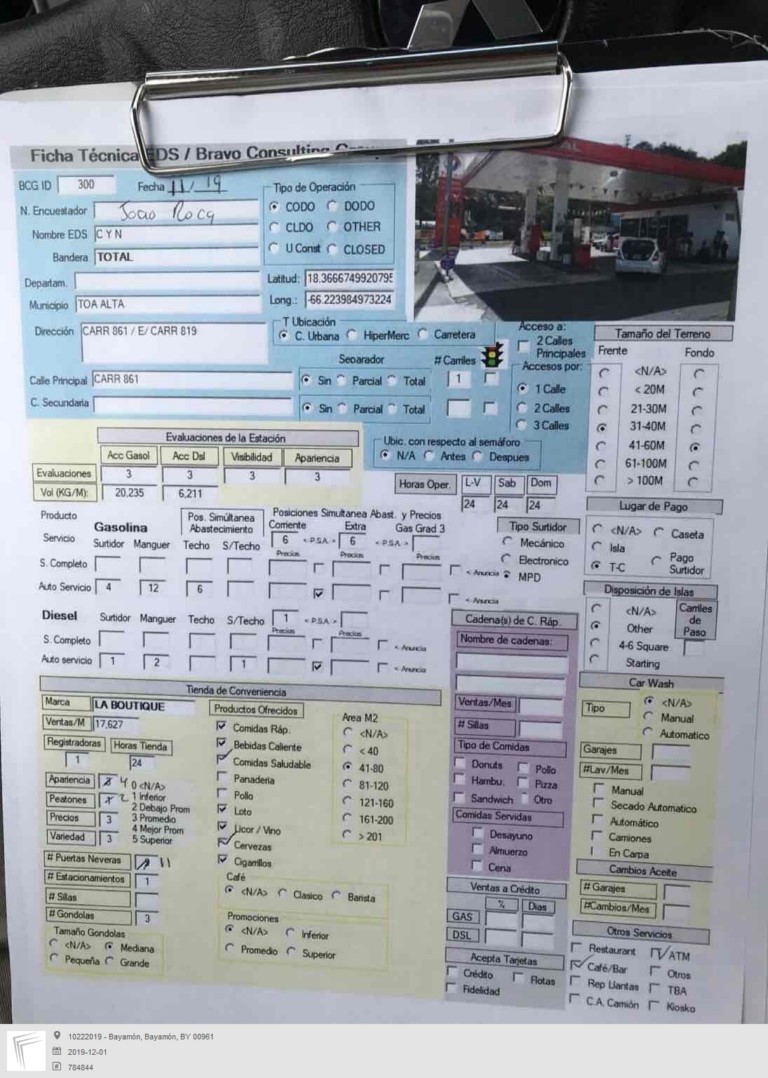 Ficha Técnica EDS / Bravo Consulting
BCG ID 300 Fecha 11/19
N. Encuestador
Nombre EDS C Y N
Bandera TOTAL
Departam.
Municipio TOA ALTA
Dirección CARR 861 / E/ CARR 819
Calle Principal CARR 861
C. Secundaria
Tipo de Operación
CODO DODO
CLDO OTHER
U Const CLOSED
Latitud: 18.3666749920795
Long.: -66.223984973224
TOTAL
T Ubicación
C. Urbana HiperMerc Carretera
Separador # Carriles
Sin Parcial Total 1
Sin Parcial Total
Acceso a:
2 Calles
Principales
Accesos por:
1 Calle
2 Calles
3 Calles
Ubic. con respecto al semáforo
N/A Antes Despues
Tamaño del Terreno
Frente Fondo
<N/A>
< 20M
21-30M
31-40M
41-60M
61-100M
> 100M
Evaluaciones de la Estación
Acc Gasol Acc Dsl Visibilidad Apariencia
Evaluaciones 3 3 3 3
Vol (KG/M): 20,235 6,211
Horas Oper. L-V Sab Dom
24 24 24
Lugar de Pago
<N/A> Caseta
Isla
T-C Pago
Surtidor
Producto
Servicio
Gasolina
Surtidor Manguer
Pos. Simúltanea
Abastecimiento
Techo S/Techo
Posiciones Simultanea Abast. y Precios
Corriente Extra Gas Grad 3
6 < P.S.A > 6 < P.S.A >
Precios Precios Precios
S. Completo < Anuncia
Auto Servicio 4 12 6 < Anuncia
Tipo Surtidor
Mecánico
Electronico
MPD
Disposición de Islas
<N/A>
Other
4-6 Square
Starting
Carriles
de
Paso
Diesel Surtidor Manguer Techo S/Techo 1 < P.S.A >
Precios Precios
S. Completo < Anuncia
Auto servicio 1 2 1 < Anuncia
Cadena(s) de C. Ráp.
Nombre de cadenas:
Ventas/Mes
# Sillas
Tipo de Comidas
Donuts Pollo
Hambu. Pizza
Sandwich Otro
Comidas Servidas
Desayuno
Almuerzo
Cena
Car Wash
Tipo <N/A>
Manual
Automatico
Garajes
#Lav/Mes
Manual
Secado Automatico
Automático
Camiones
En Carpa
Cambios Aceite
# Garajes
#Cambios/Mes
Tienda de Conveniencia
Marca LA BOUTIQUE
Ventas/M 17,627
Registradoras Horas Tienda
1 24
Apariencia 4 0 <N/A>
Peatones 2 1 Inferior
2 Debajo Prom
Precios 3 3 Promedio
4 Mejor Prom
Variedad 3 5 Superior
# Puertas Neveras 11
# Estacionamientos 1
# Sillas
# Gondolas 3
Tamaño Gondolas
<N/A> Mediana
Pequeña Grande
Productos Ofrecidos
Comidas Ráp.
Bebidas Caliente
Comidas Saludable
Panaderia
Pollo
Loto
Licor / Vino
Cervezas
Cigarrillos
Area M2
<N/A>
< 40
41-80
81-120
121-160
161-200
> 201
Café
<N/A> Clasico Barista
Promociones
<N/A> Inferior
Promedio Superior
Ventas a Crédito
% Dias
GAS
DSL
Acepta Tarjetas
Crédito Flotas
Fidelidad
Otros Servicios
Restaurant ATM
Café/Bar Otros
Rep Llantas TBA
C.A. Camión Kiosko
10222019 - Bayamón, Bayamón, BY 00961
2019-12-01
784844